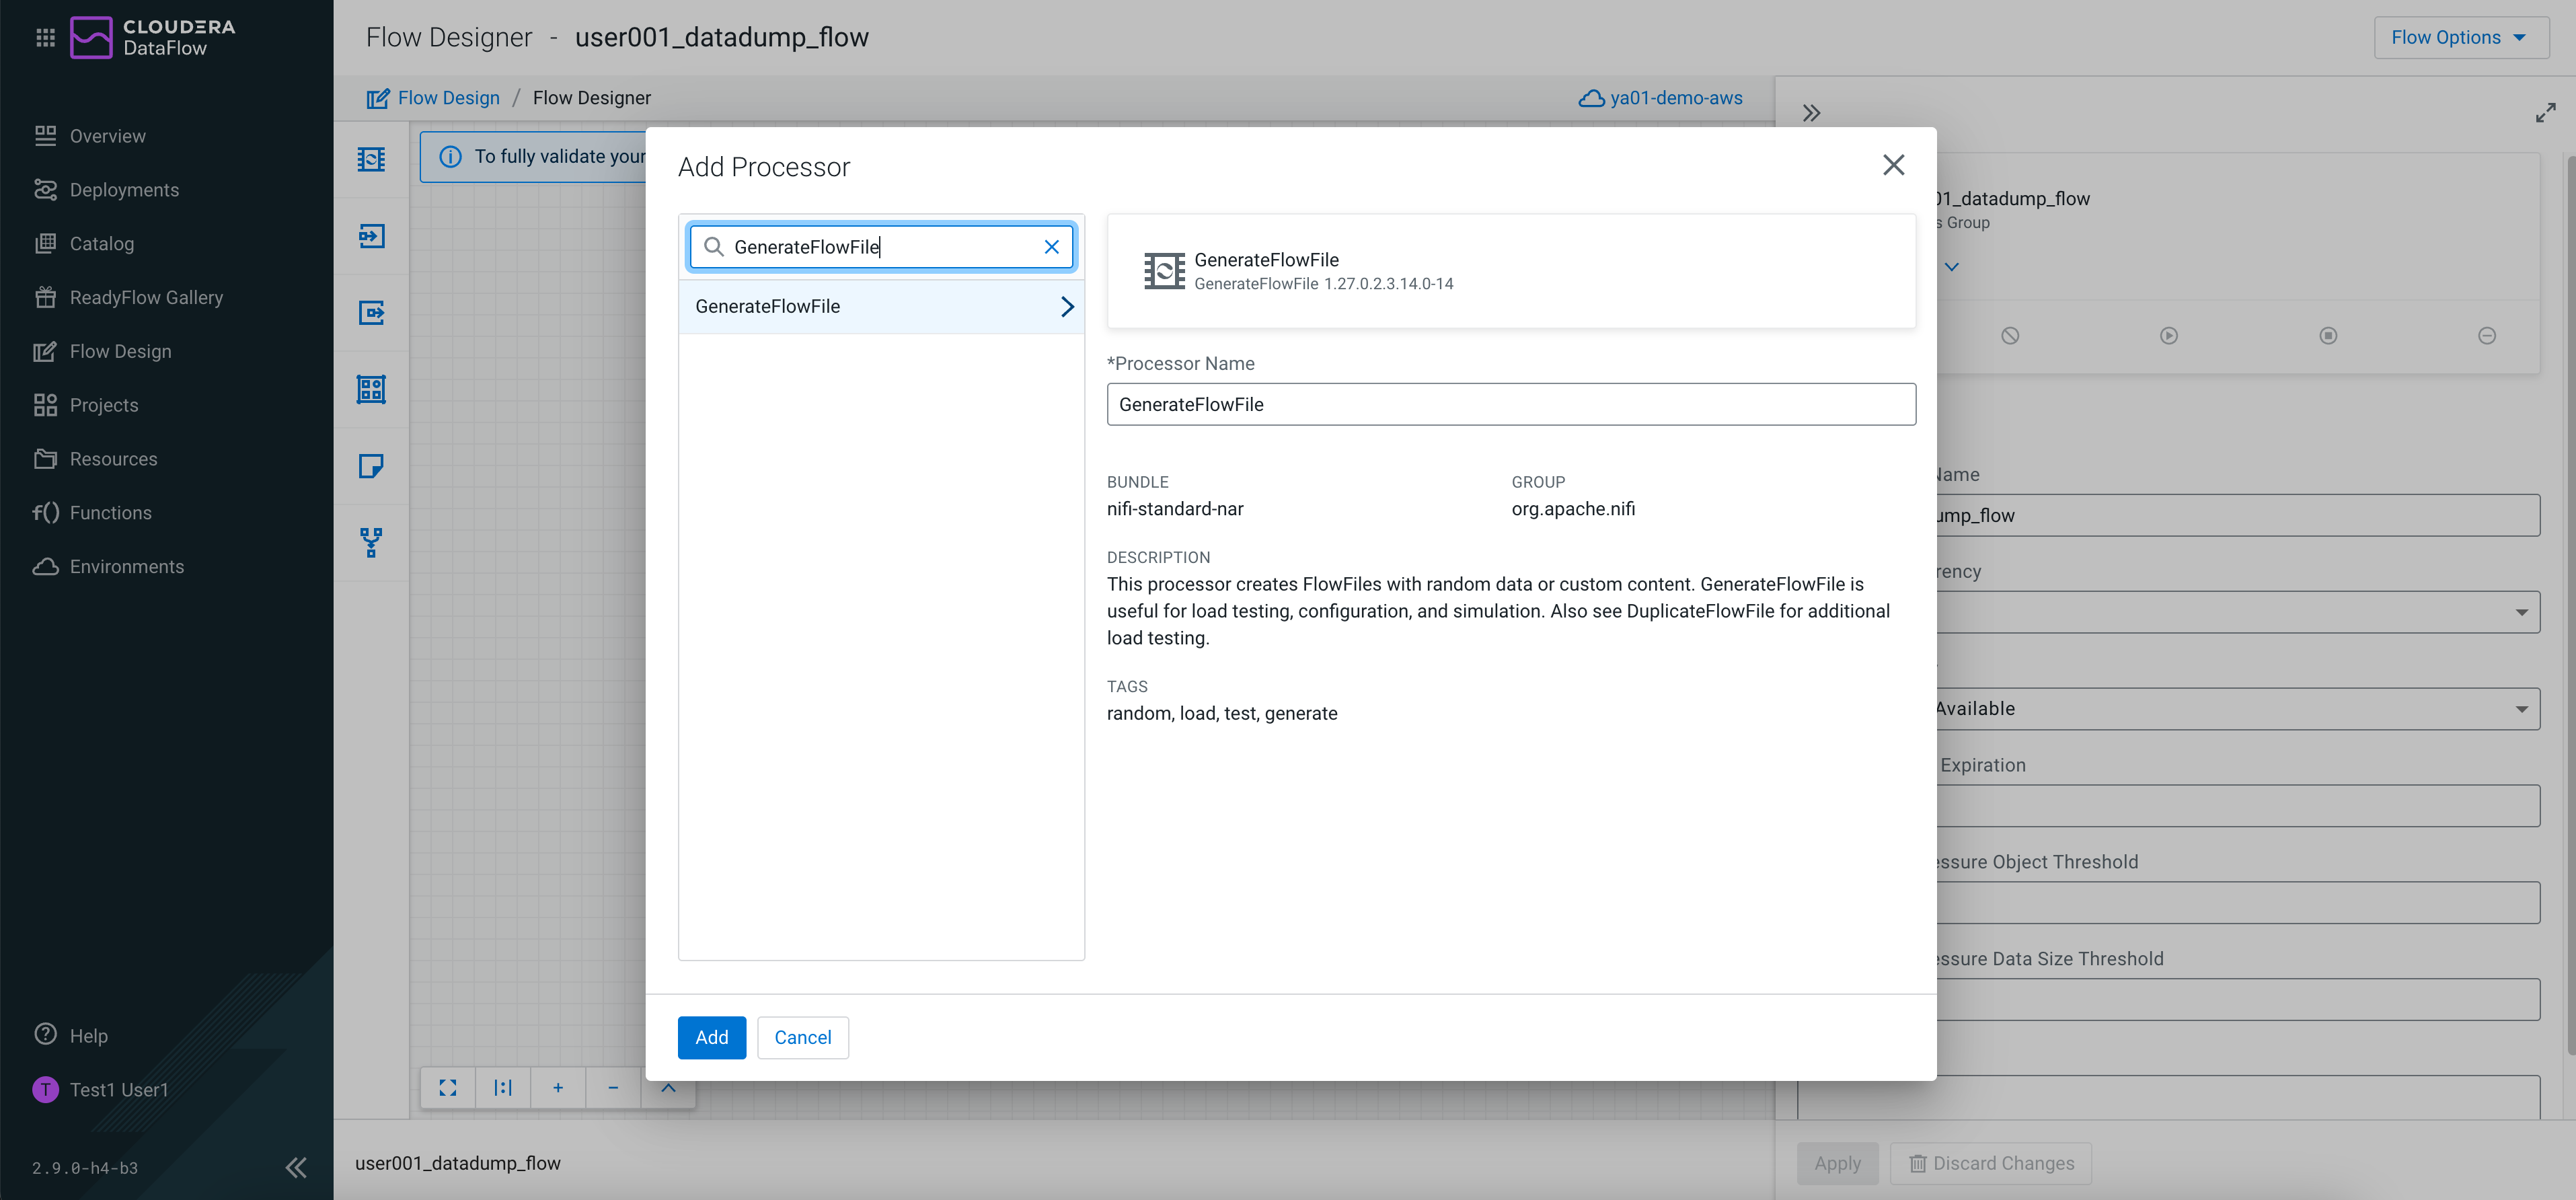 CLOUDERA
DataFlow
Overview
Deployments
Catalog
ReadyFlow Gallery
Flow Design
Projects
Resources
Functions
Environments
Help
T
Test1 User1
2.9.0-h4-b3
Flow Designer - user001_datadump_flow
Flow Options
Flow Design / Flow Designer
ya01-demo-aws
To fully validate your
Add Processor
GenerateFlowFile
GenerateFlowFile
GenerateFlowFile
GenerateFlowFile 1.27.0.2.3.14.0-14
*Processor Name
GenerateFlowFile
BUNDLE
nifi-standard-nar
GROUP
org.apache.nifi
DESCRIPTION
This processor creates FlowFiles with random data or custom content. GenerateFlowFile is
useful for load testing, configuration, and simulation. Also see DuplicateFlowFile for additional
load testing.
TAGS
random, load, test, generate
Add
Cancel
01_datadump_flow
s Group
Name
ump_flow
rency
Available
Expiration
essure Object Threshold
essure Data Size Threshold
Apply
Discard Changes
user001_datadump_flow